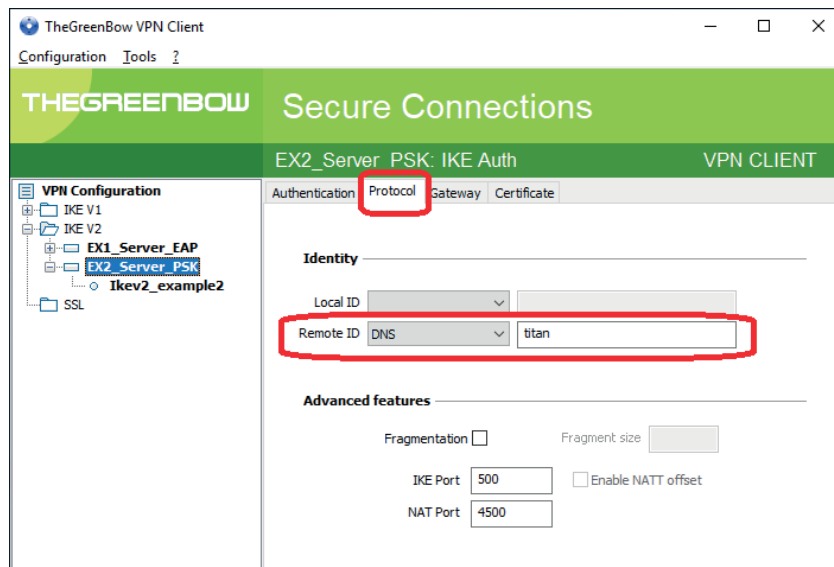 TheGreenBow VPN Client
Configuration Tools ?
THEGREENBOW
Secure Connections
EX2_Server_PSK: IKE Auth VPN CLIENT
VPN Configuration
IKE V1
IKE V2
EX1_Server_EAP
EX2_Server_PSK
Ikev2_example2
SSL
Authentication Protocol Gateway Certificate
Identity
Local ID
Remote ID DNS titan
Advanced features
Fragmentation Fragment size
IKE Port 500 Enable NATT offset
NAT Port 4500